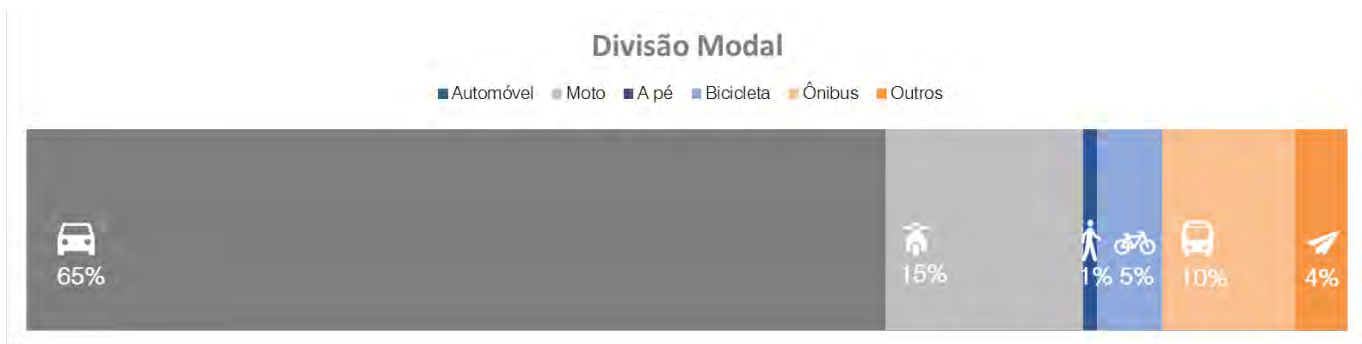 Divisão Modal
Automóvel Moto A pé Bicicleta Ônibus Outros
65% 15% 1% 5% 10% 4%